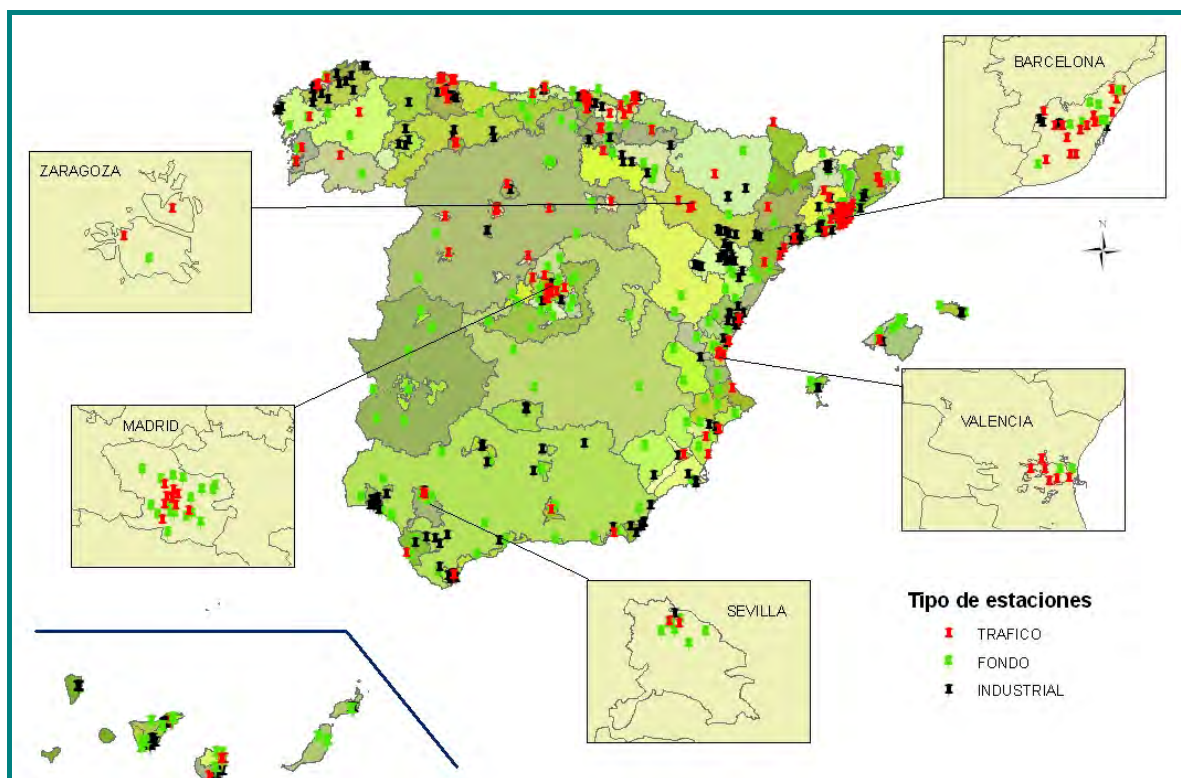 BARCELONA
ZARAGOZA
N
MADRID
VALENCIA
SEVILLA
Tipo de estaciones
TRAFICO
FONDO
INDUSTRIAL